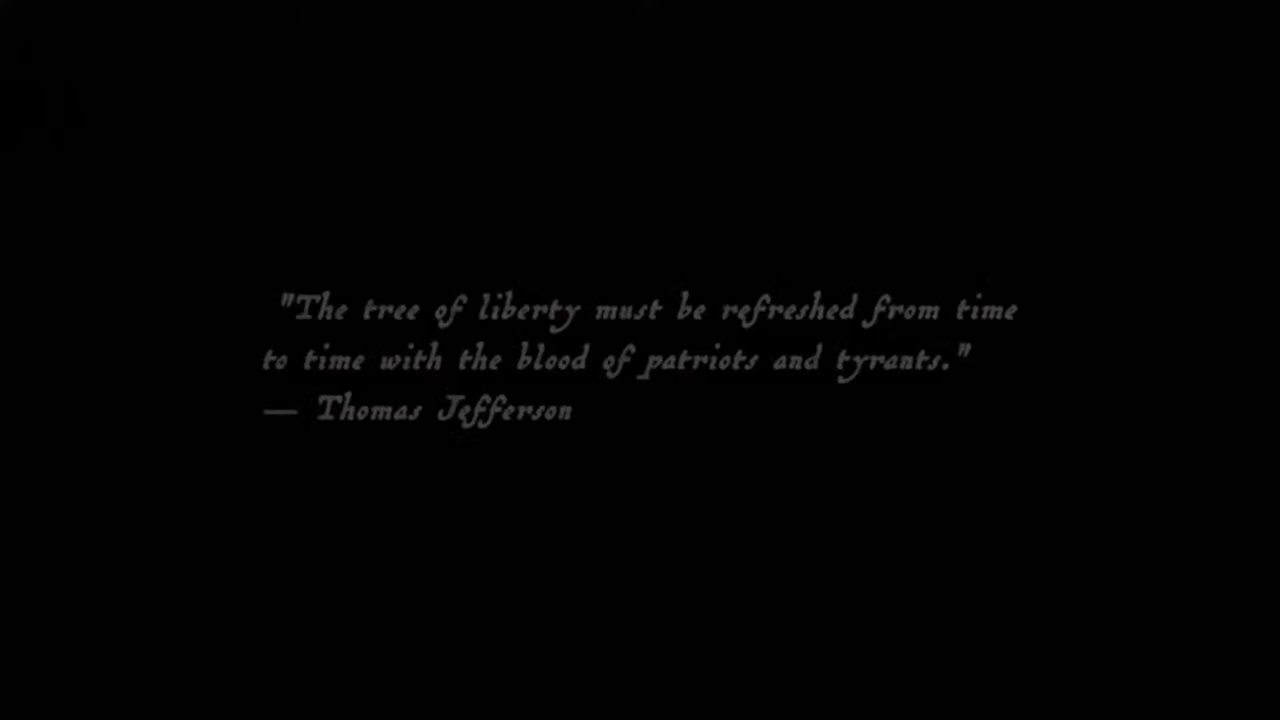 "The tree of liberty must be refreshed from time
to time with the blood of patriots and tyrants."
— Thomas Jefferson